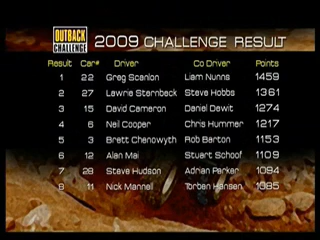 OUTBACK
CHALLENGE
2009 CHALLENGE RESULT
Result Car# Driver Co Driver Points
1 22 Greg Scanlon Liam Nunns 1459
2 27 Lawrie Sternbeck Steve Hobbs 1361
3 15 David Cameron Daniel Dewit 1274
4 6 Neil Cooper Chris Hummer 1217
5 3 Brett Chenowyth Rob Barton 1153
6 12 Alan Mai Stuart Schoof 1109
7 28 Steve Hudson Adrian Parker 1094
8 11 Nick Mannell Torben Hansen 1085